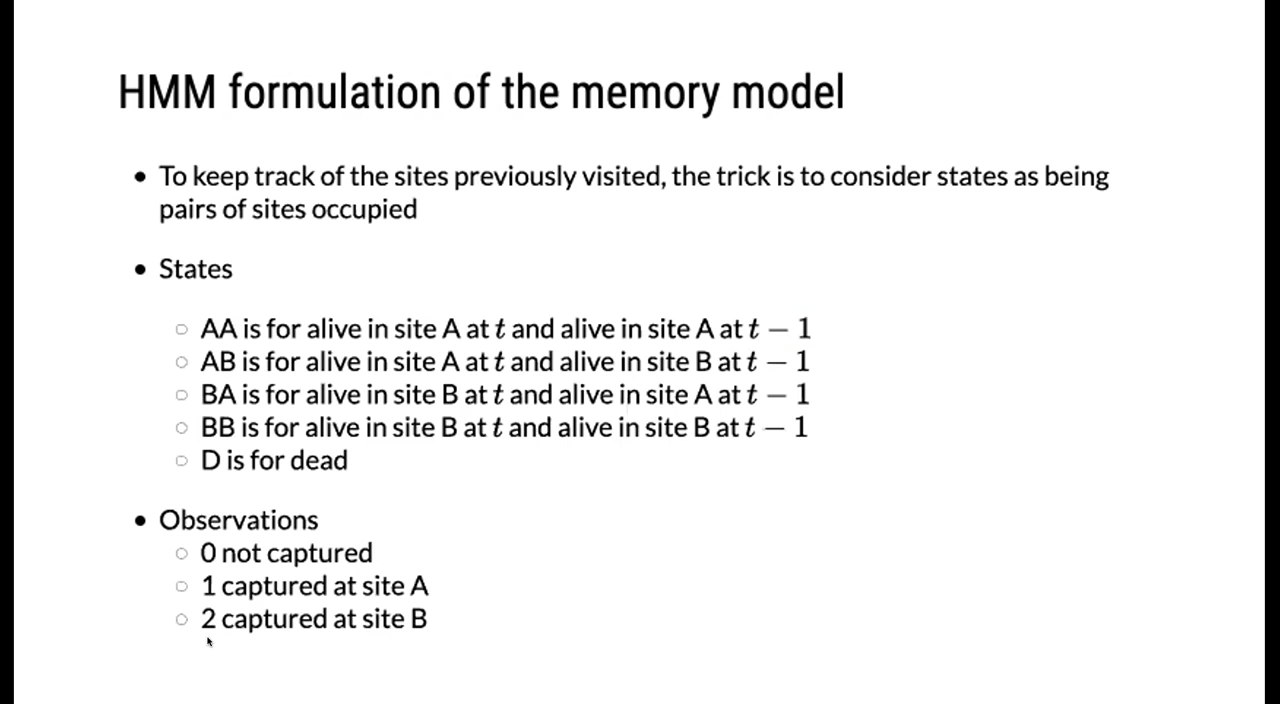 HMM formulation of the memory model
• To keep track of the sites previously visited, the trick is to consider states as being
pairs of sites occupied
• States
○ AA is for alive in site A at t and alive in site A at t − 1
○ AB is for alive in site A at t and alive in site B at t − 1
○ BA is for alive in site B at t and alive in site A at t − 1
○ BB is for alive in site B at t and alive in site B at t − 1
○ D is for dead
• Observations
○ 0 not captured
○ 1 captured at site A
○ 2 captured at site B